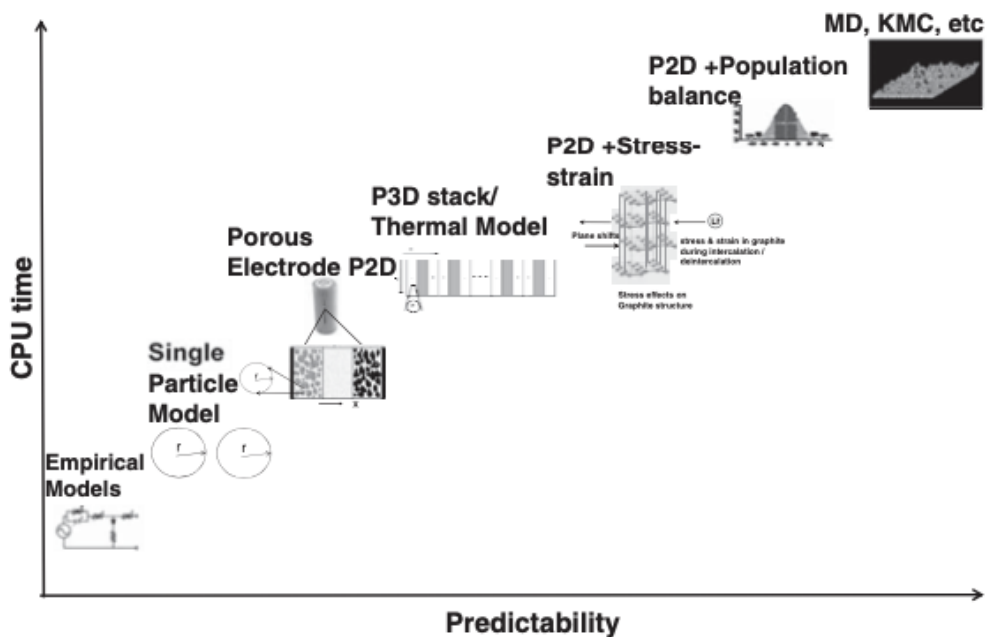 MD, KMC, etc
P2D +Population
balance
P2D +Stress-
strain
Plane shifts
Li
stress & strain in graphite
during intercalation /
deintercalation
Stress effects on
Graphite structure
P3D stack/
Thermal Model
Porous
Electrode P2D
r
x
Single
Particle
Model
r
r
Empirical
Models
CPU time
Predictability